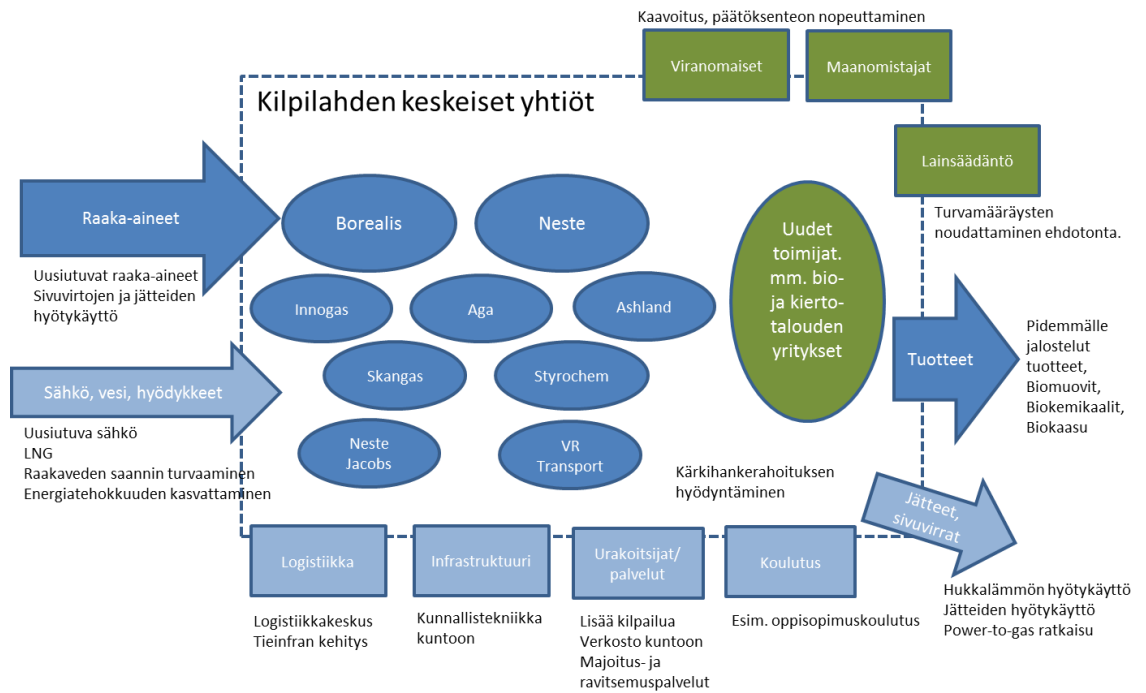 Kaavoitus, päätöksenteon nopeuttaminen
Viranomaiset
Maanomistajat
Kilpilahden keskeiset yhtiöt
Lainsäädäntö
Turvamääräysten
noudattaminen ehdotonta.
Raaka-aineet
Uusiutuvat raaka-aineet
Sivuvirtojen ja jätteiden
hyötykäyttö
Borealis
Neste
Innogas
Aga
Ashland
Skangas
Styrochem
Neste
Jacobs
VR
Transport
Uudet
toimijat.
mm. bio-
ja kierto-
talouden
yritykset
Tuotteet
Pidemmälle
jalostelut
tuotteet,
Biomuovit,
Biokemikaalit,
Biokaasu
Sähkö, vesi, hyödykkeet
Uusiutuva sähkö
LNG
Raakaveden saannin turvaaminen
Energiatehokkuuden kasvattaminen
Kärkihankerahoituksen
hyödyntäminen
Jätteet,
sivuvirrat
Hukkalämmön hyötykäyttö
Jätteiden hyötykäyttö
Power-to-gas ratkaisu
Logistiikka
Logistiikkakeskus
Tieinfran kehitys
Infrastruktuuri
Kunnallistekniikka
kuntoon
Urakoitsijat/
palvelut
Lisää kilpailua
Verkosto kuntoon
Majoitus- ja
ravitsemuspalvelut
Koulutus
Esim. oppisopimuskoulutus